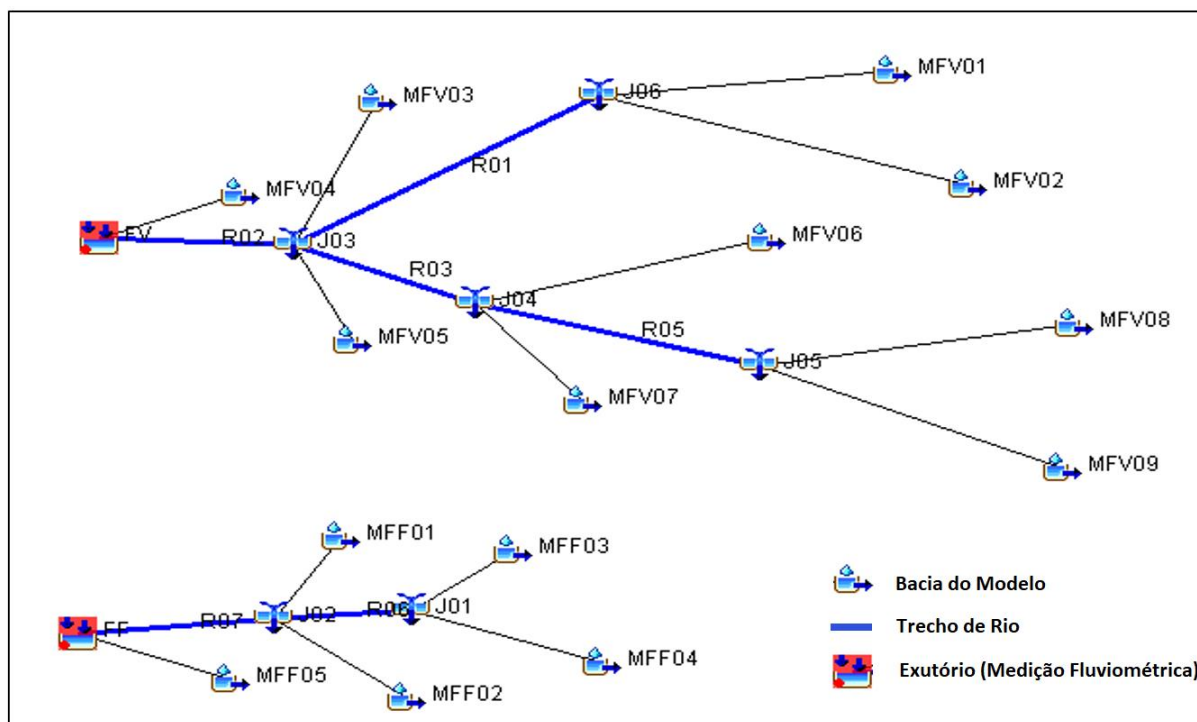 MFV01
MFV03
J06
R01
MFV02
MFV04
FV
R02
J03
MFV06
R03
J04
MFV05
R05
MFV08
J05
MFV07
MFV09
MFF01
MFF03
Bacia do Modelo
R06
J01
J02
R07
FF
Trecho de Rio
MFF04
MFF05
MFF02
Exutório (Medição Fluviométrica)